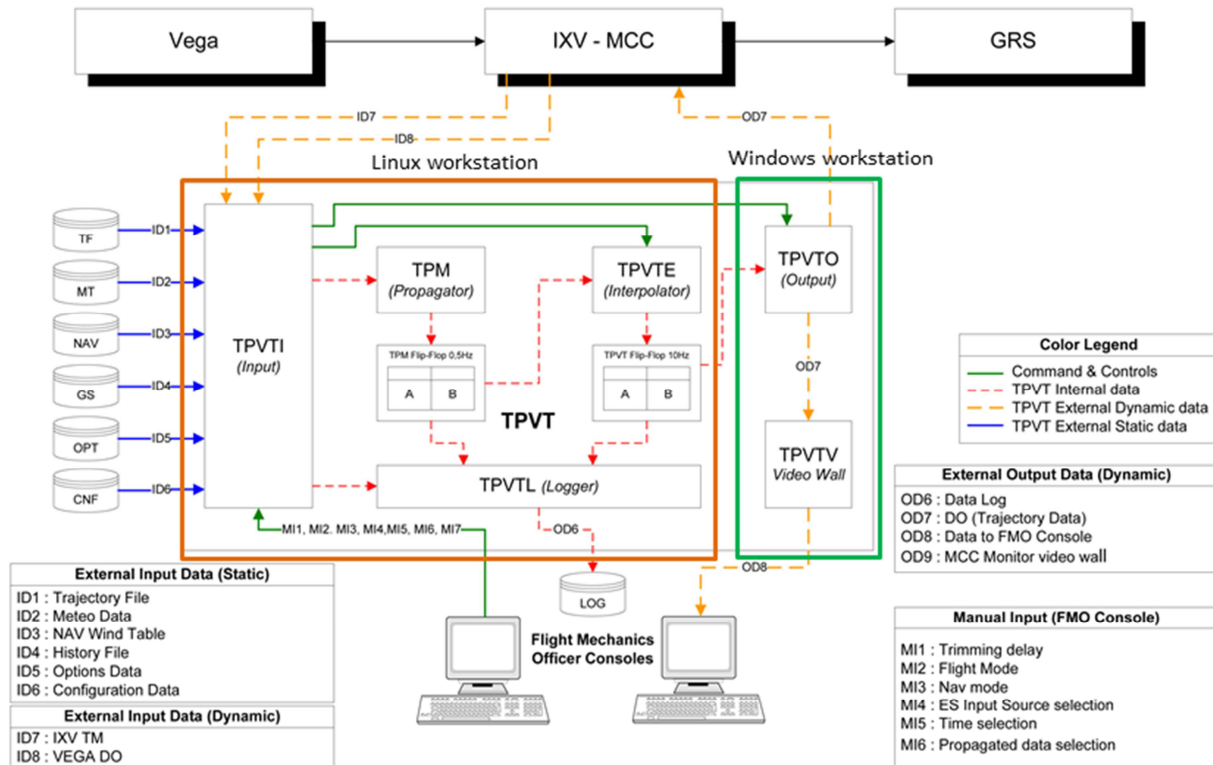 Vega
IXV - MCC
GRS
ID7
ID8
OD7
Linux workstation
Windows workstation
TF
ID1
MT
ID2
NAV
ID3
GS
ID4
OPT
ID5
CNF
ID6
TPVTI
(Input)
TPM
(Propagator)
TPVTE
(Interpolator)
TPVTO
(Output)
TPM Flip-Flop 0,5Hz
A B
TPVT Flip-Flop 10Hz
A B
TPVT
OD7
TPVTV
Video Wall
TPVTL (Logger)
MI1, MI2. MI3, MI4,MI5, MI6, MI7
OD6
LOG
OD8
Flight Mechanics
Officer Consoles
Color Legend
Command & Controls
TPVT Internal data
TPVT External Dynamic data
TPVT External Static data
External Output Data (Dynamic)
OD6 : Data Log
OD7 : DO (Trajectory Data)
OD8 : Data to FMO Console
OD9 : MCC Monitor video wall
External Input Data (Static)
ID1 : Trajectory File
ID2 : Meteo Data
ID3 : NAV Wind Table
ID4 : History File
ID5 : Options Data
ID6 : Configuration Data
External Input Data (Dynamic)
ID7 : IXV TM
ID8 : VEGA DO
Manual Input (FMO Console)
MI1 : Trimming delay
MI2 : Flight Mode
MI3 : Nav mode
MI4 : ES Input Source selection
MI5 : Time selection
MI6 : Propagated data selection